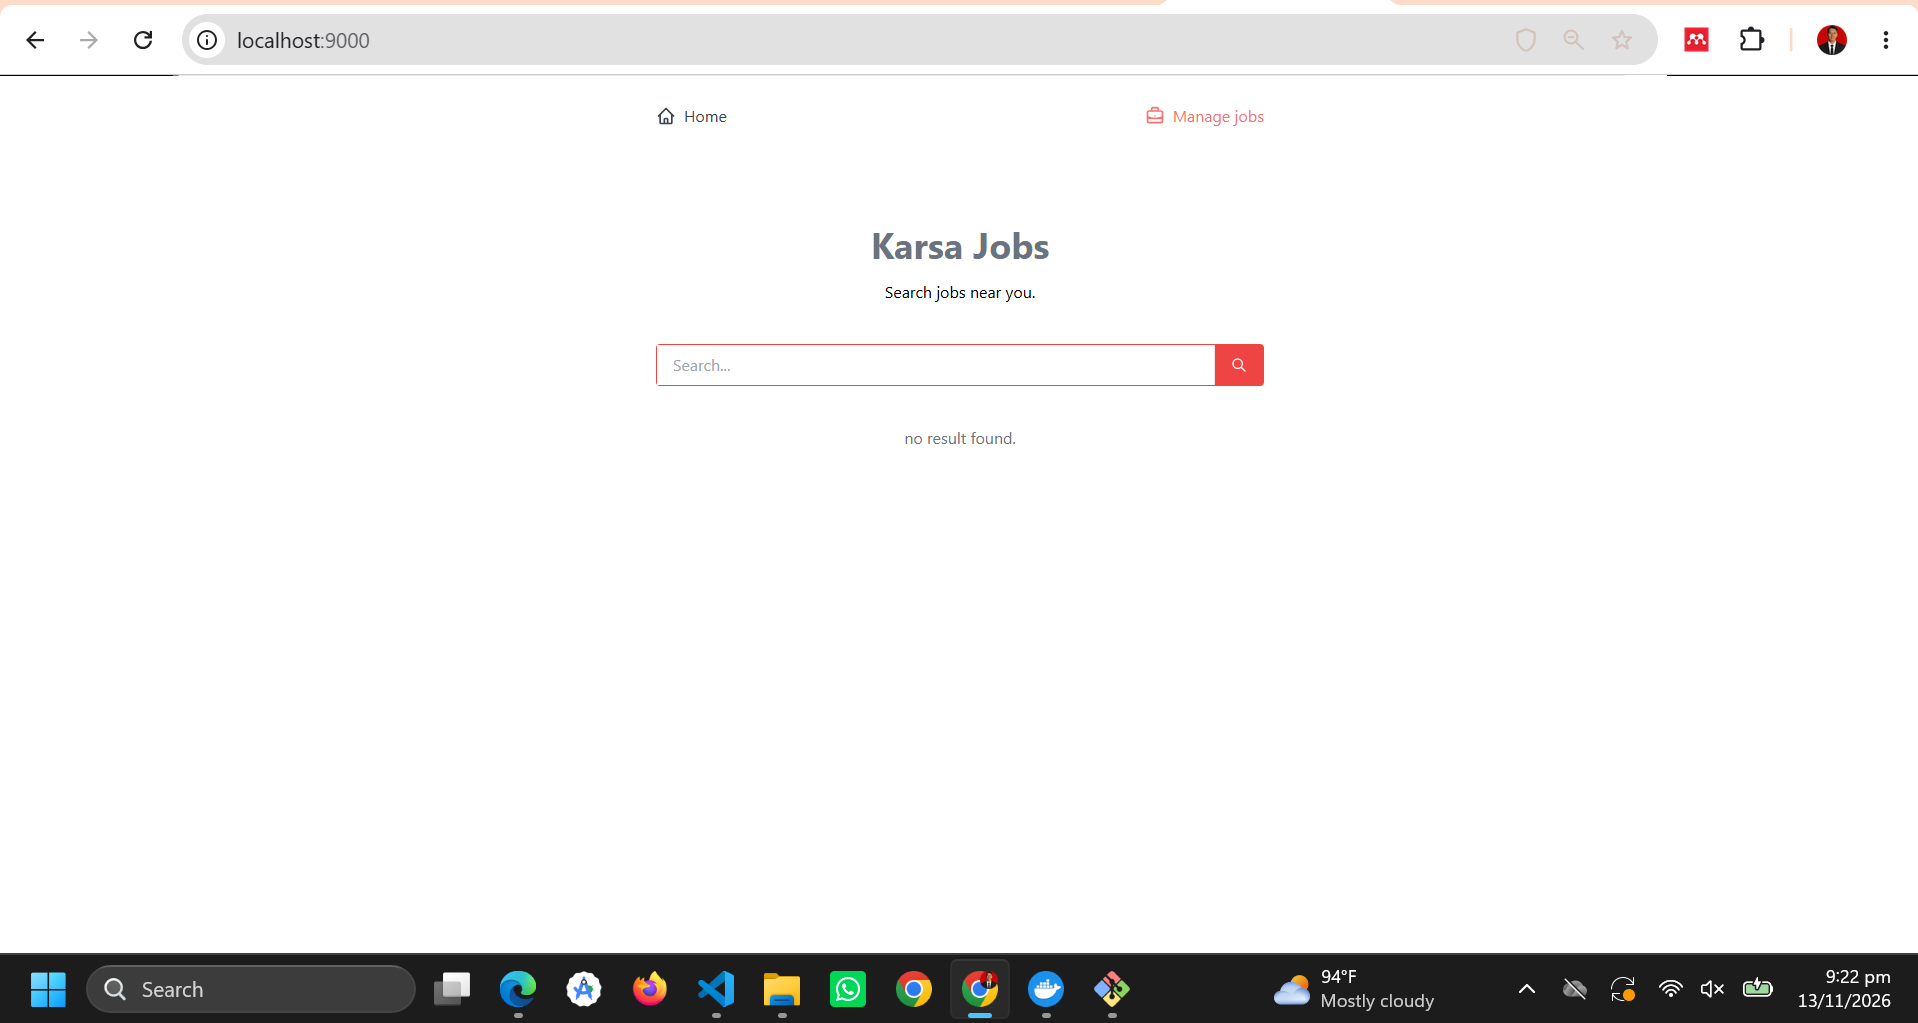 localhost:9000
Home
Manage jobs
Karsa Jobs
Search jobs near you.
Search...
no result found.
Search
94°F
Mostly cloudy
9:22 pm
13/11/2026